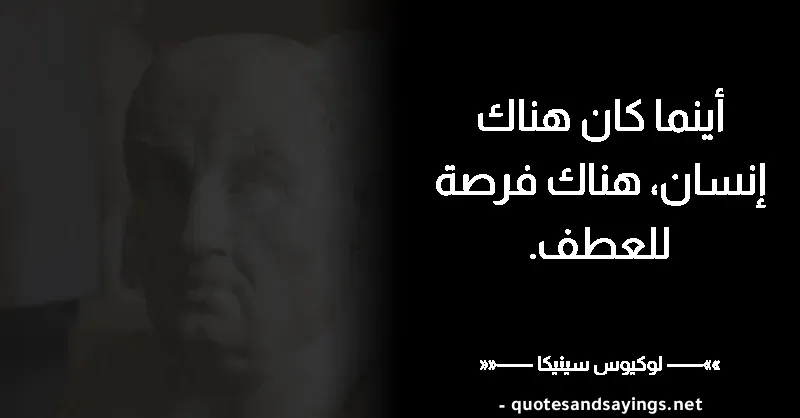 أينما كان هناك
إنسان، هناك فرصة
للعطف.
»»—— لوكيوس سينيكا ——««
- quotesandsayings.net